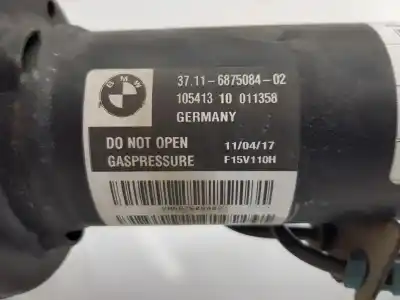 BMW
37.11-6875084-02
105413 10 011358
GERMANY
DO NOT OPEN 11/04/17
GASPRESSURE F15V110H